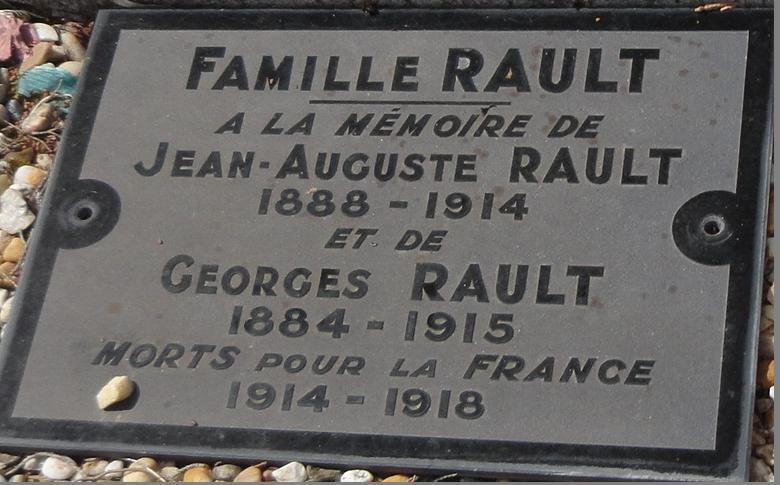 FAMILLE RAULT
A LA MÉMOIRE DE
JEAN-AUGUSTE RAULT
1888 - 1914
ET DE
GEORGES RAULT
1884 - 1915
MORTS POUR LA FRANCE
1914 - 1918